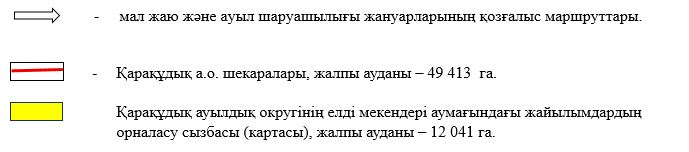 - мал жаю және ауыл шаруашылығы жануарларының қозғалыс маршруттары.
- Қарақұдық а.о. шекаралары, жалпы ауданы – 49 413 га.
Қарақұдық ауылдық округінің елді мекендері аумағындағы жайылымдардың
орналасу сызбасы (картасы), жалпы ауданы – 12 041 га.